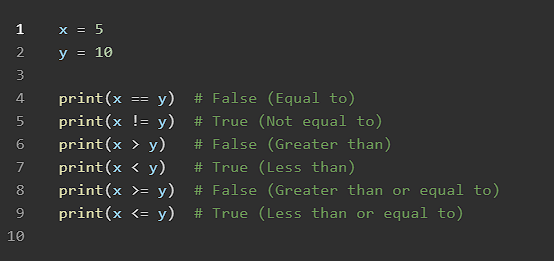 1 x = 5
2 y = 10
3
4 print(x == y) # False (Equal to)
5 print(x != y) # True (Not equal to)
6 print(x > y) # False (Greater than)
7 print(x < y) # True (Less than)
8 print(x >= y) # False (Greater than or equal to)
9 print(x <= y) # True (Less than or equal to)
10